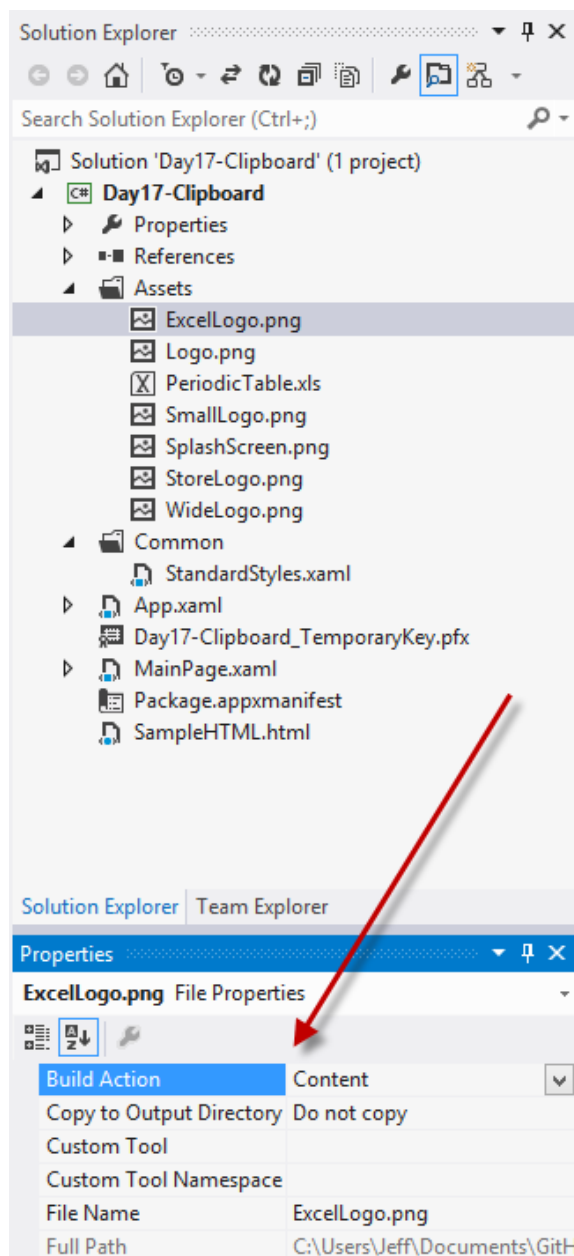 Solution Explorer
Search Solution Explorer (Ctrl+;)
Solution 'Day17-Clipboard' (1 project)
C# Day17-Clipboard
Properties
References
Assets
ExcelLogo.png
Logo.png
PeriodicTable.xls
SmallLogo.png
SplashScreen.png
StoreLogo.png
WideLogo.png
Common
StandardStyles.xaml
App.xaml
Day17-Clipboard_TemporaryKey.pfx
MainPage.xaml
Package.appxmanifest
SampleHTML.html
Solution Explorer Team Explorer
Properties
ExcelLogo.png File Properties
Build Action Content
Copy to Output Directory Do not copy
Custom Tool
Custom Tool Namespace
File Name ExcelLogo.png
Full Path C:\Users\Jeff\Documents\GitH